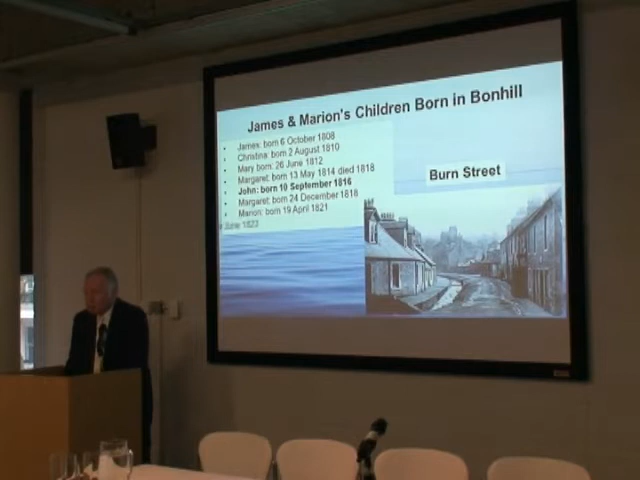 James & Marion's Children Born in Bonhill
James: born 6 October 1808
Christina: born 2 August 1810
Mary born: 26 June 1812
Margaret: born 13 May 1814 died 1818
John: born 10 September 1816
Margaret: born 24 December 1818
Marion: born 19 April 1821
June 1823
Burn Street